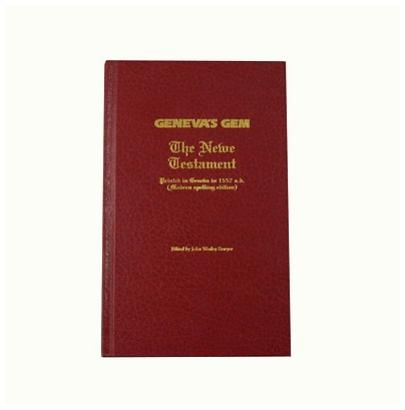 GENEVA'S GEM
The Newe
Testament
Printed in Geneva in 1557 a.d.
(Modern spelling edition)
Edited by John Wesley Sawyer